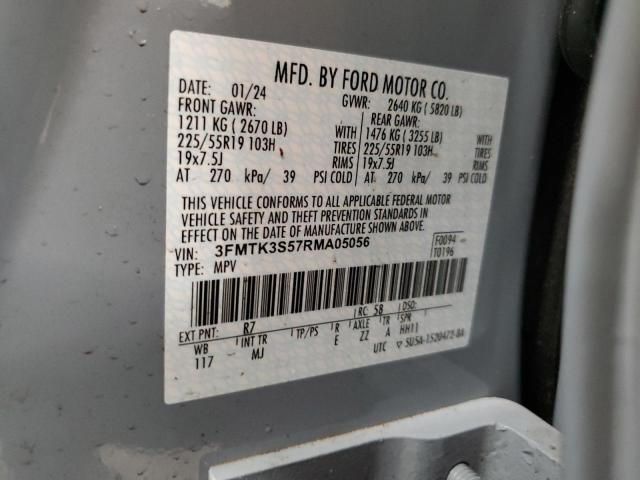 MFD. BY FORD MOTOR CO.
DATE: 01/24 GVWR: 2640 KG ( 5820 LB)
FRONT GAWR: REAR GAWR:
1211 KG ( 2670 LB) WITH 1476 KG ( 3255 LB) WITH
225/55R19 103H TIRES 225/55R19 103H TIRES
19x7.5J RIMS 19x7.5J RIMS
AT 270 kPa/ 39 PSI COLD AT 270 kPa/ 39 PSI COLD
THIS VEHICLE CONFORMS TO ALL APPLICABLE FEDERAL MOTOR
VEHICLE SAFETY AND THEFT PREVENTION STANDARDS IN
EFFECT ON THE DATE OF MANUFACTURE SHOWN ABOVE.
VIN: 3FMTK3S57RMA05056 F0094
TYPE: MPV T0196
EXT PNT: R7 RC: 58 DSO:
WB INT TR TP/PS R AXLE TR SPR
117 MJ E ZZ A HH11
UTC 5U5A-1520472-BA